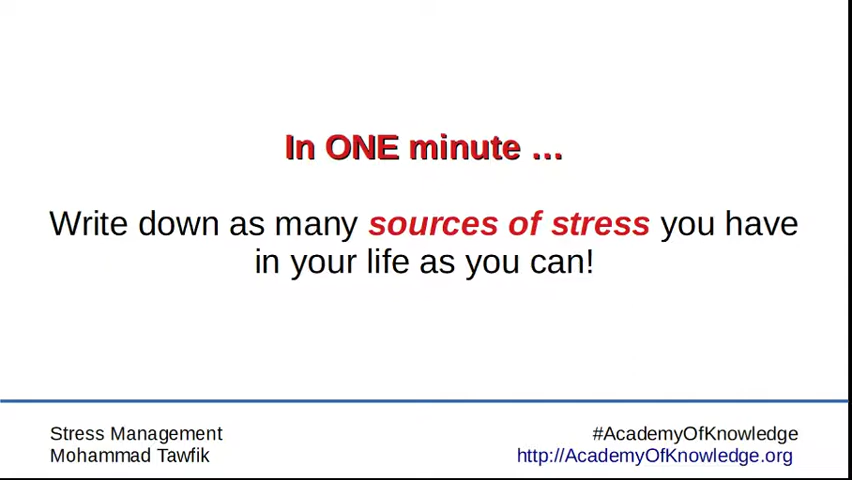 In ONE minute …
Write down as many sources of stress you have
in your life as you can!
Stress Management
Mohammad Tawfik
#AcademyOfKnowledge
http://AcademyOfKnowledge.org